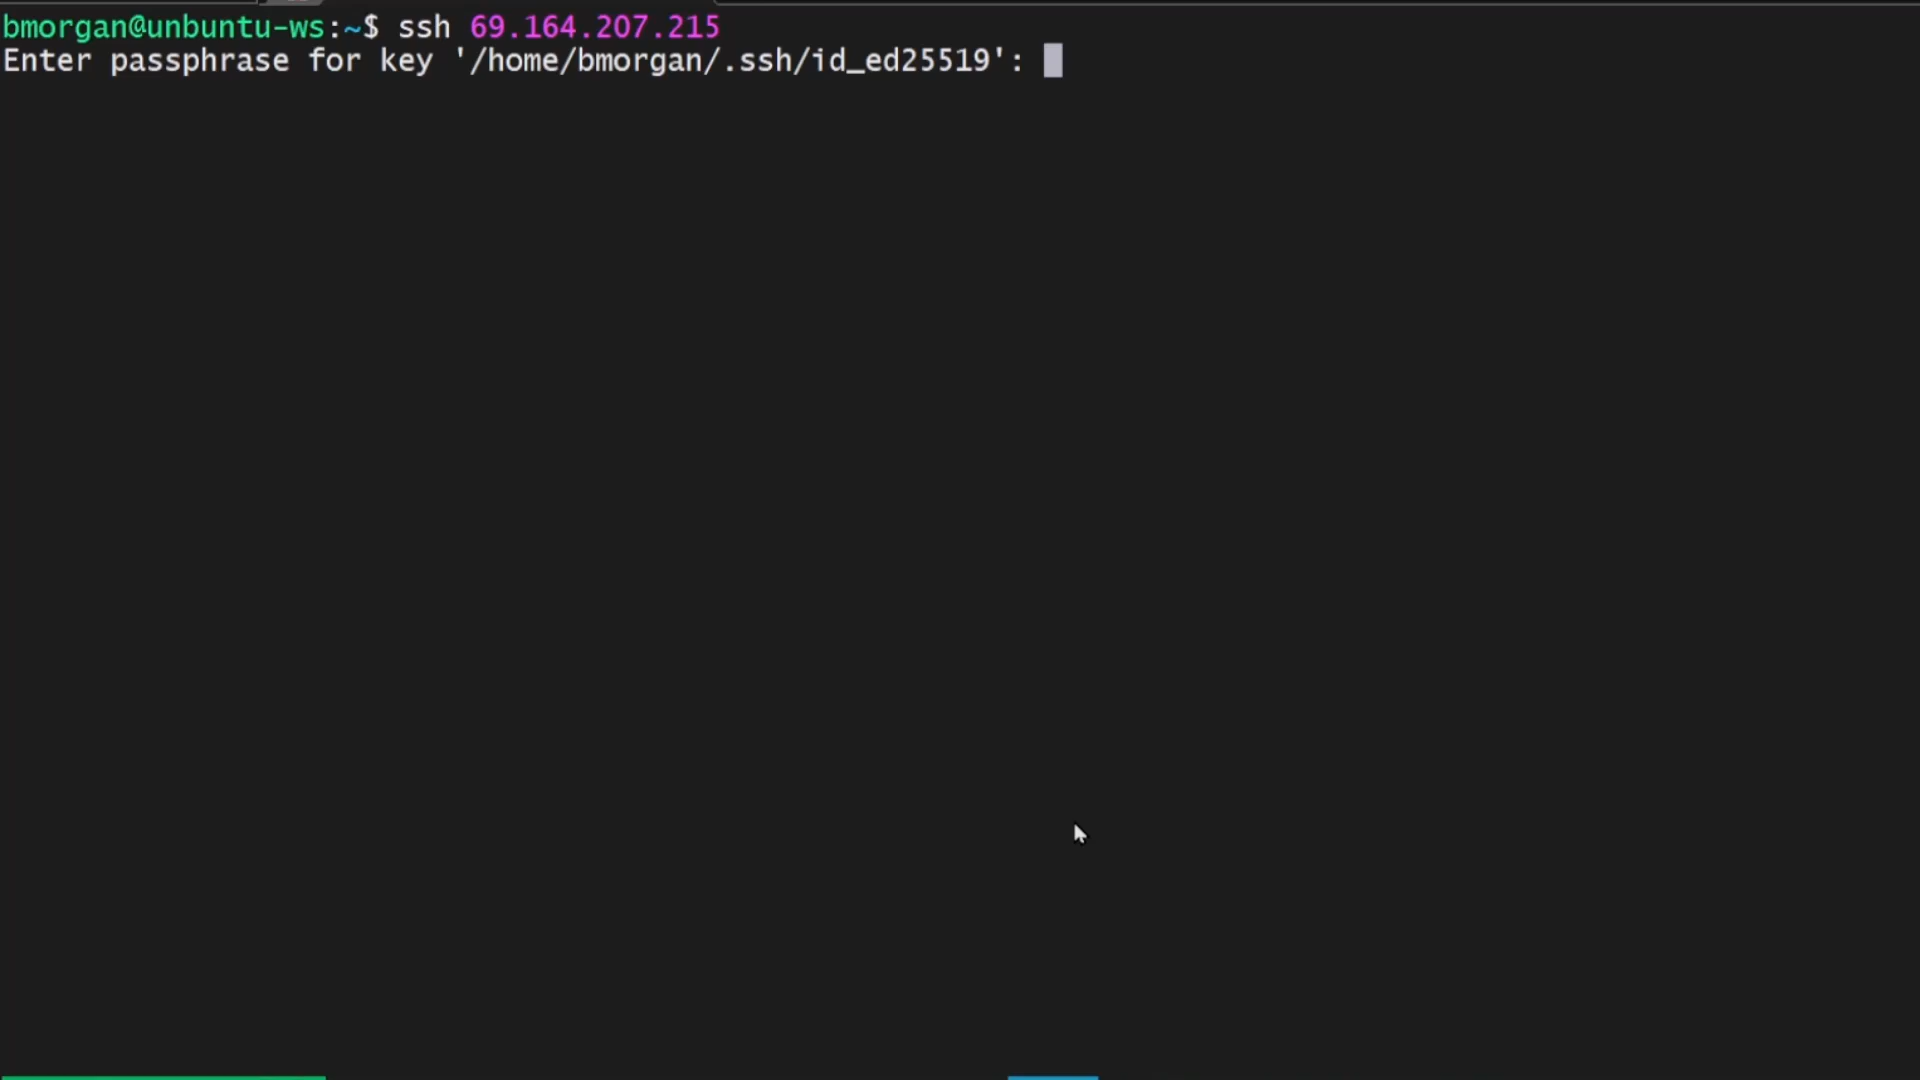 bmorgan@unbuntu-ws:~$ ssh 69.164.207.215
Enter passphrase for key '/home/bmorgan/.ssh/id_ed25519':